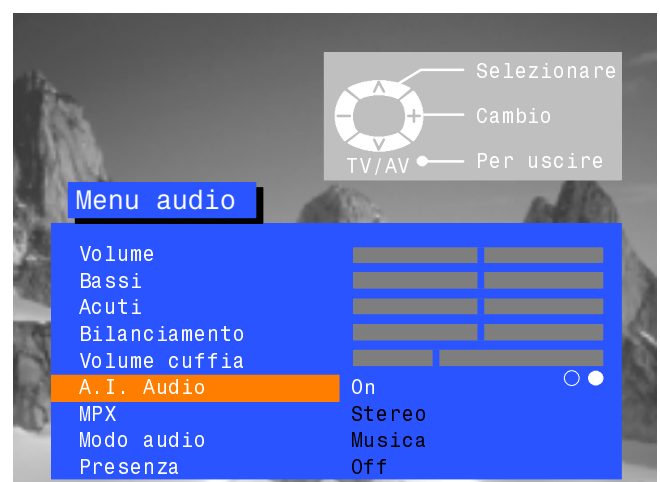 Selezionare
Cambio
TV/AV Per uscire
Menu audio
Volume
Bassi
Acuti
Bilanciamento
Volume cuffia
A.I. Audio On
MPX Stereo
Modo audio Musica
Presenza Off